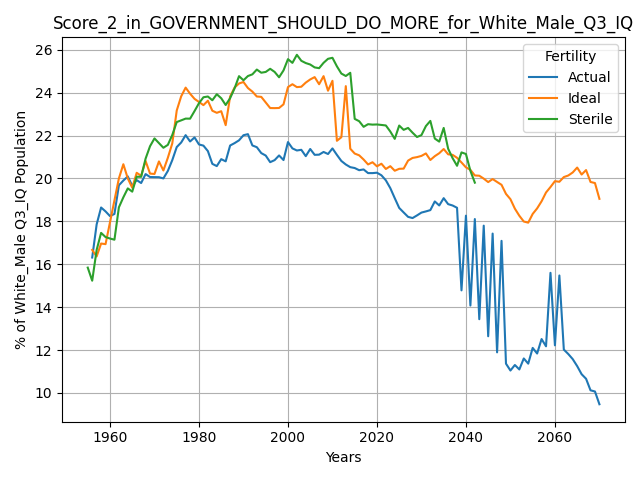 Score_2_in_GOVERNMENT_SHOULD_DO_MORE_for_White_Male_Q3_IQ
% of White_Male Q3_IQ Population
26
24
22
20
18
16
14
12
10
Fertility
Actual
Ideal
Sterile
1960
1980
2000
2020
2040
2060
Years